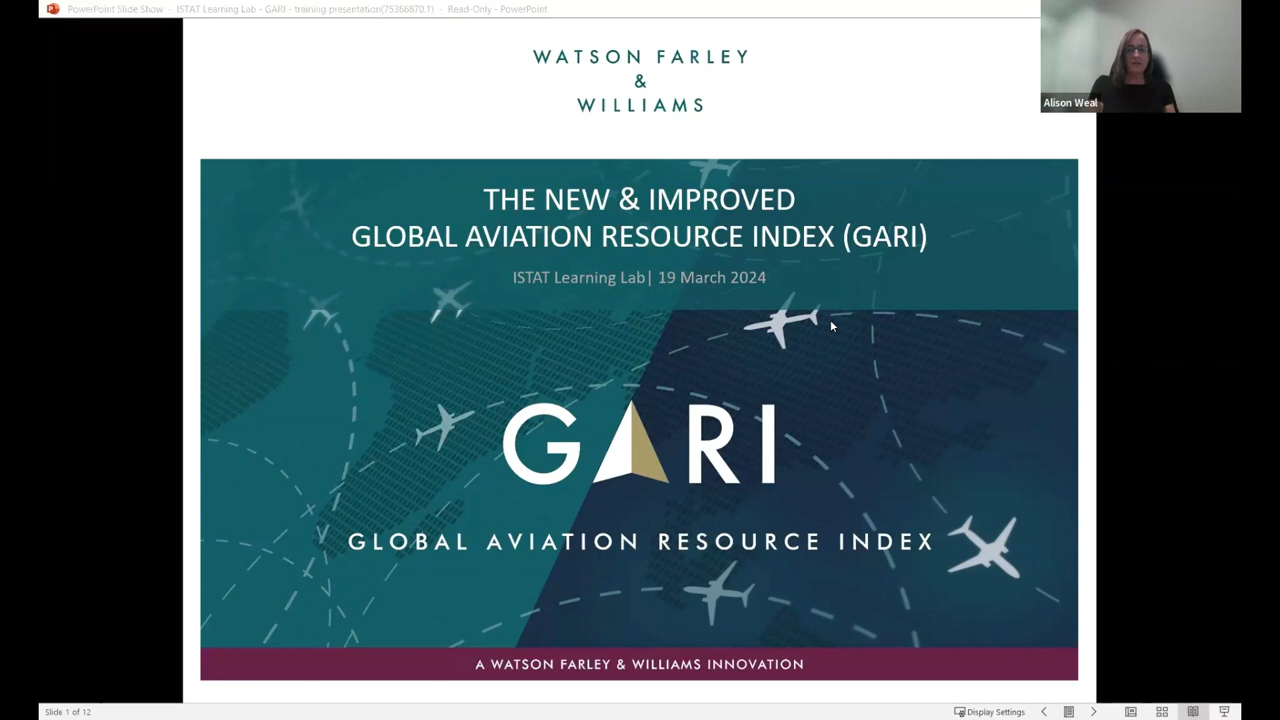 PowerPoint Slide Show - ISTAT Learning Lab - GARI - training presentation(75366870.1) - Read-Only - PowerPoint
WATSON FARLEY
&
WILLIAMS
Alison Weal
THE NEW & IMPROVED
GLOBAL AVIATION RESOURCE INDEX (GARI)
ISTAT Learning Lab| 19 March 2024
GARI
GLOBAL AVIATION RESOURCE INDEX
A WATSON FARLEY & WILLIAMS INNOVATION
Slide 1 of 12
Display Settings